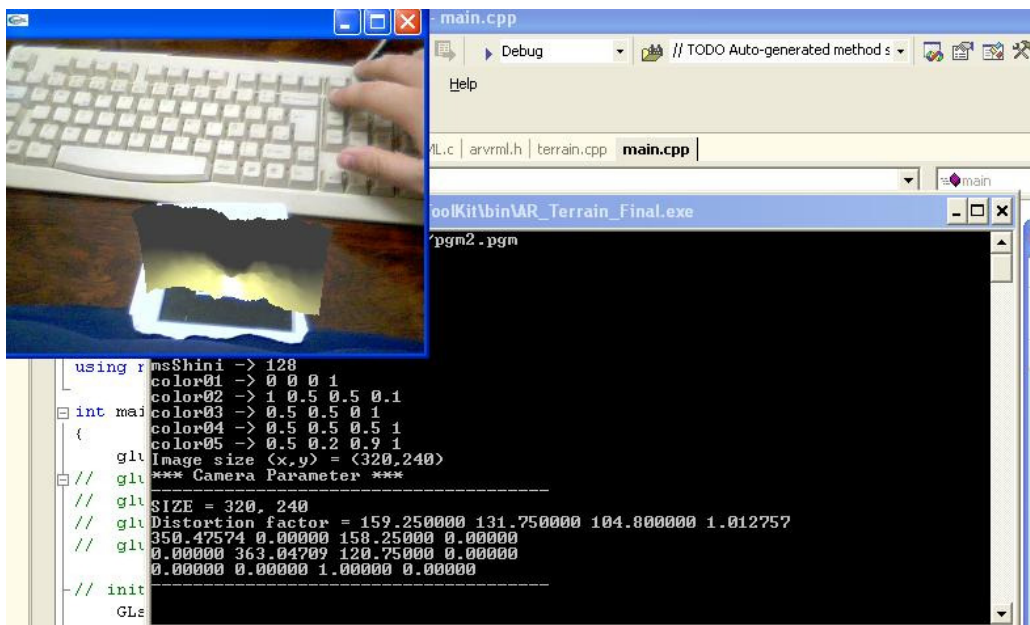 - main.cpp
Debug
// TODO Auto-generated method s
Help
ML.c | arvrml.h | terrain.cpp main.cpp
main
oolKit\bin\AR_Terrain_Final.exe
/pgm2.pgm
using
msShini -> 128
color01 -> 0 0 0 1
color02 -> 1 0.5 0.5 0.1
int mai
color03 -> 0.5 0.5 0 1
{
color04 -> 0.5 0.5 0.5 1
color05 -> 0.5 0.2 0.9 1
glu
Image size (x,y) = (320,240)
// glu
*** Camera Parameter ***
--------------------------------------
// glu
SIZE = 320, 240
// glu
Distortion factor = 159.250000 131.750000 104.800000 1.012757
// glu
350.47574 0.00000 158.25000 0.00000
0.00000 363.04709 120.75000 0.00000
0.00000 0.00000 1.00000 0.00000
--------------------------------------
// init
GLs